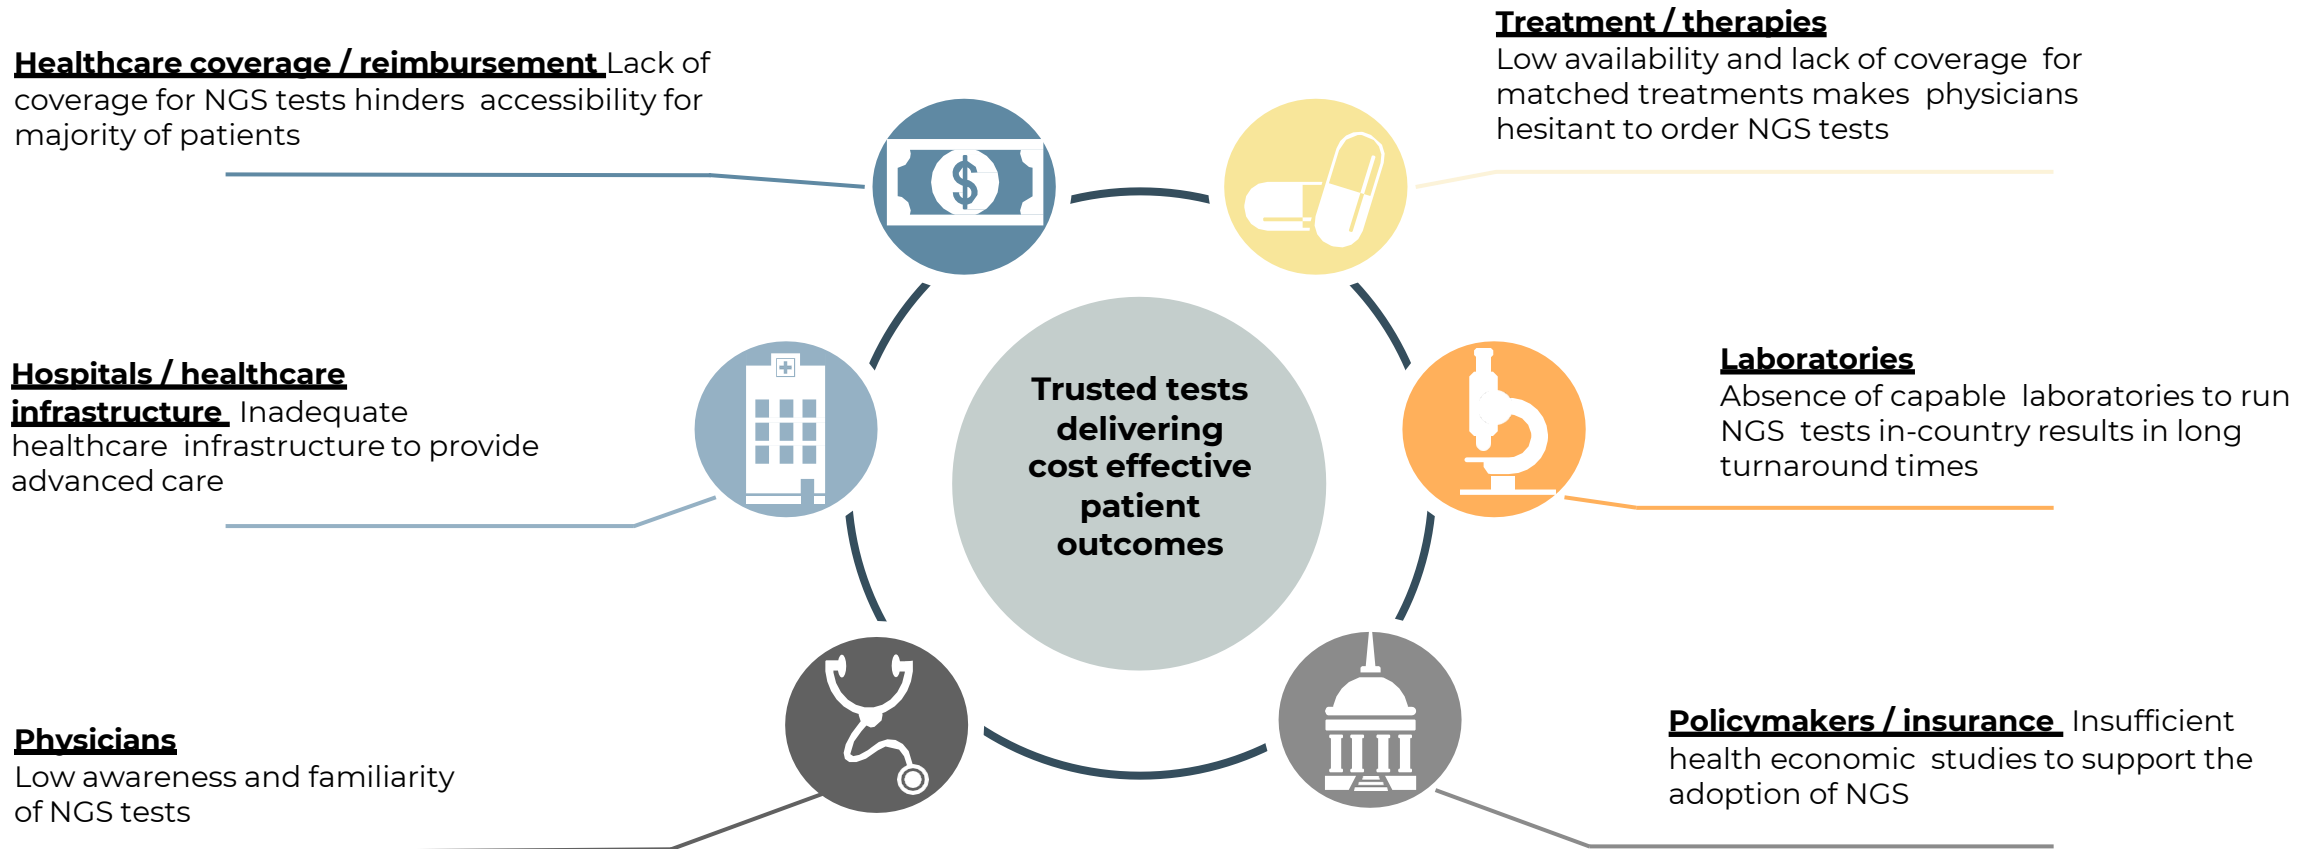 Healthcare coverage / reimbursement Lack of
coverage for NGS tests hinders accessibility for
majority of patients
Treatment / therapies
Low availability and lack of coverage for
matched treatments makes physicians
hesitant to order NGS tests
$
Hospitals / healthcare
infrastructure Inadequate
healthcare infrastructure to provide
advanced care
Trusted tests
delivering
cost effective
patient
outcomes
Laboratories
Absence of capable laboratories to run
NGS tests in-country results in long
turnaround times
Physicians
Low awareness and familiarity
of NGS tests
Policymakers / insurance Insufficient
health economic studies to support the
adoption of NGS